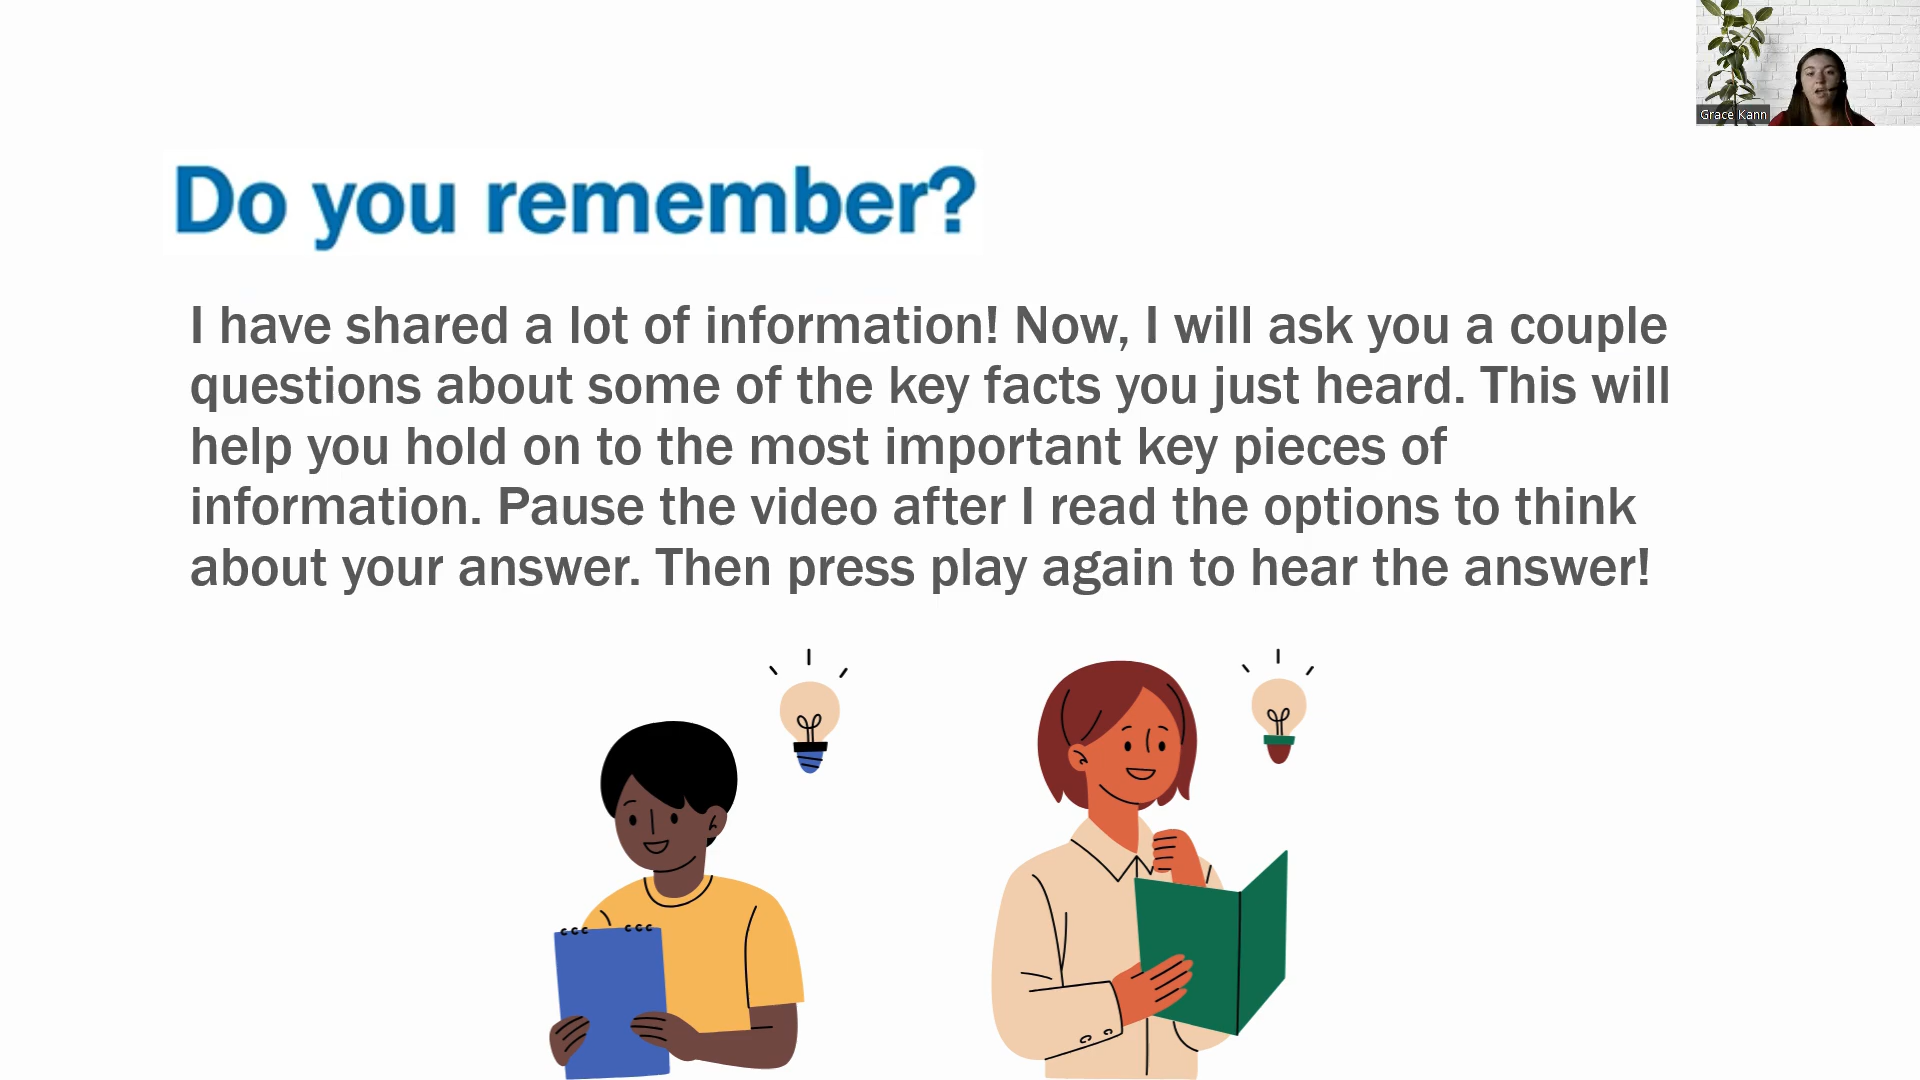 Grace Kann
Do you remember?
I have shared a lot of information! Now, I will ask you a couple
questions about some of the key facts you just heard. This will
help you hold on to the most important key pieces of
information. Pause the video after I read the options to think
about your answer. Then press play again to hear the answer!